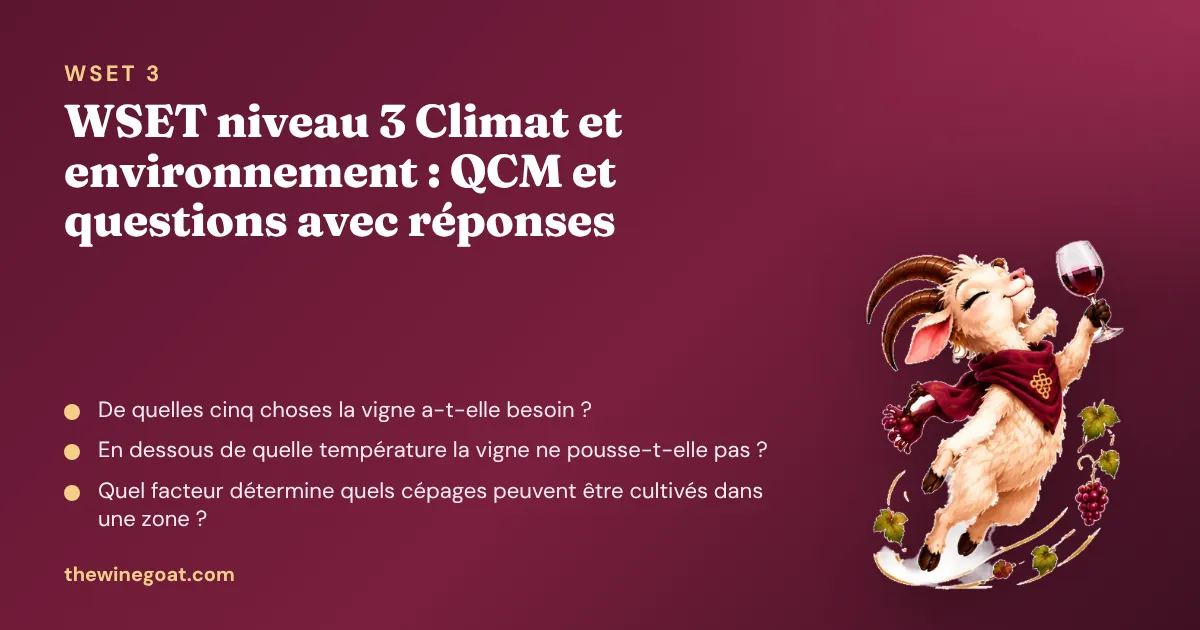 WSET 3
WSET niveau 3 Climat et
environnement : QCM et
questions avec réponses
De quelles cinq choses la vigne a-t-elle besoin ?
En dessous de quelle température la vigne ne pousse-t-elle pas ?
Quel facteur détermine quels cépages peuvent être cultivés dans
une zone ?
thewinegoat.com